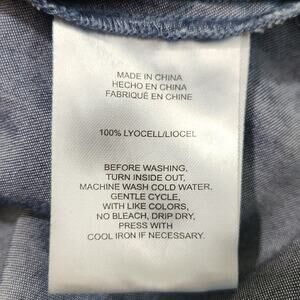 MADE IN CHINA
HECHO EN CHINA
FABRIQUÉ EN CHINE
100% LYOCELL/LIOCEL
BEFORE WASHING,
TURN INSIDE OUT,
MACHINE WASH COLD WATER,
GENTLE CYCLE,
WITH LIKE COLORS,
NO BLEACH, DRIP DRY,
PRESS WITH
COOL IRON IF NECESSARY.